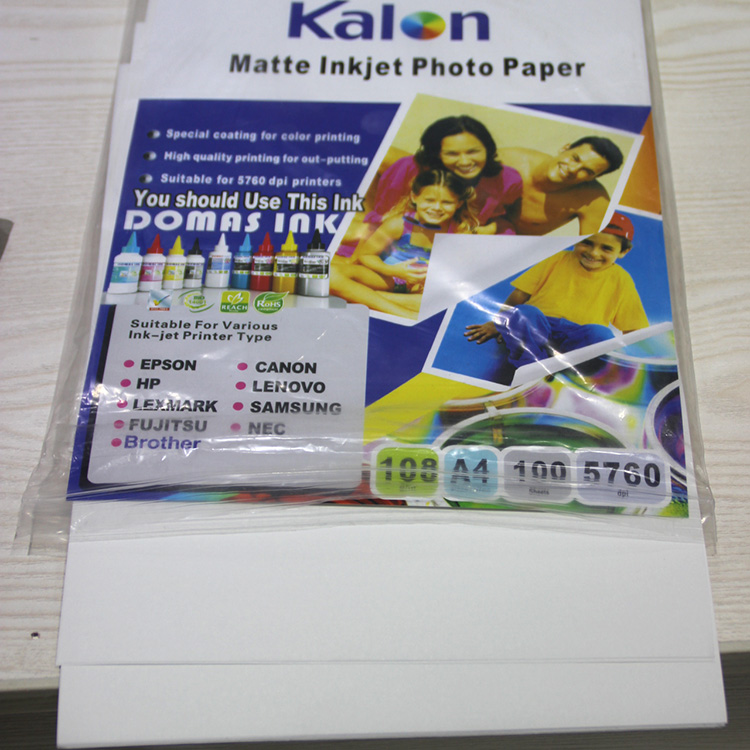 Kalon
Matte Inkjet Photo Paper
Special coating for color printing
High quality printing for out-putting
Suitable for 5760 dpi printers
You should Use This Ink
DOMAS INK
REACH
RoHS
Suitable For Various
Ink-jet Printer Type
EPSON
CANON
HP
LENOVO
LEXMARK
SAMSUNG
FUJITSU
NEC
Brother
108
A4
100
Sheets
5760
dpi